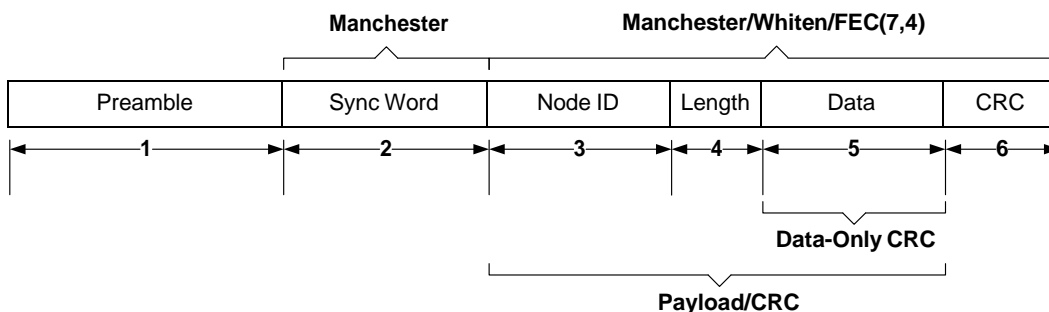 Manchester Manchester/Whiten/FEC(7,4)
Preamble Sync Word Node ID Length Data CRC
1 2 3 4 5 6
Data-Only CRC
Payload/CRC